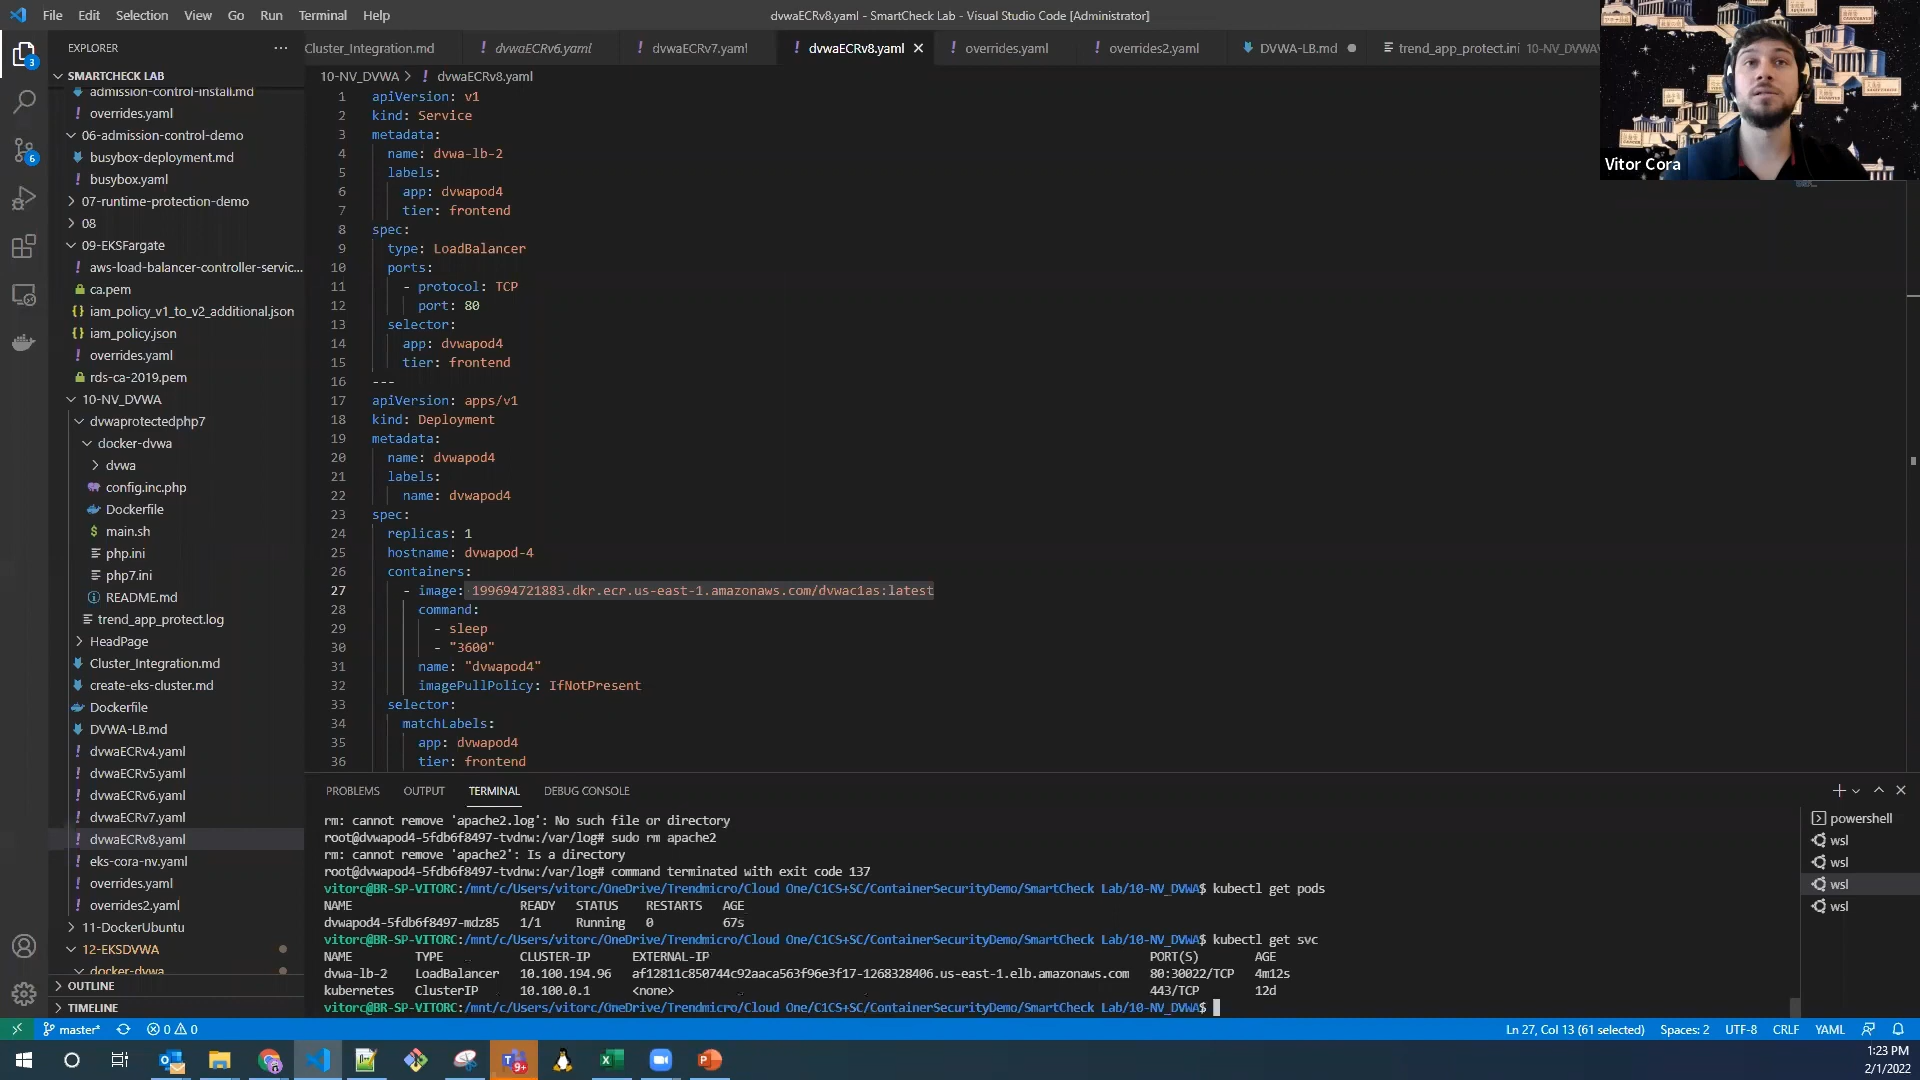 File Edit Selection View Go Run Terminal Help
dvwaECRv8.yaml - SmartCheck Lab - Visual Studio Code [Administrator]
EXPLORER
Cluster_Integration.md
dvwaECRv6.yaml
dvwaECRv7.yaml
dvwaECRv8.yaml
overrides.yaml
overrides2.yaml
DVWA-LB.md
trend_app_protect.ini 10-NV_DVWA
10-NV_DVWA > dvwaECRv8.yaml
SMARTCHECK LAB
admission-control-install.md
overrides.yaml
06-admission-control-demo
busybox-deployment.md
busybox.yaml
07-runtime-protection-demo
08
09-EKSFargate
aws-load-balancer-controller-servic...
ca.pem
iam_policy_v1_to_v2_additional.json
iam_policy.json
overrides.yaml
rds-ca-2019.pem
10-NV_DVWA
dvwaprotectedphp7
docker-dvwa
dvwa
config.inc.php
Dockerfile
main.sh
php.ini
php7.ini
README.md
trend_app_protect.log
HeadPage
Cluster_Integration.md
create-eks-cluster.md
Dockerfile
DVWA-LB.md
dvwaECRv4.yaml
dvwaECRv5.yaml
dvwaECRv6.yaml
dvwaECRv7.yaml
dvwaECRv8.yaml
eks-cora-nv.yaml
overrides.yaml
overrides2.yaml
11-DockerUbuntu
12-EKSDVWA
docker-dvwa
OUTLINE
TIMELINE
3
6
1 apiVersion: v1
2 kind: Service
3 metadata:
4 name: dvwa-lb-2
5 labels:
6 app: dvwapod4
7 tier: frontend
8 spec:
9 type: LoadBalancer
10 ports:
11 - protocol: TCP
12 port: 80
13 selector:
14 app: dvwapod4
15 tier: frontend
16 ---
17 apiVersion: apps/v1
18 kind: Deployment
19 metadata:
20 name: dvwapod4
21 labels:
22 name: dvwapod4
23 spec:
24 replicas: 1
25 hostname: dvwapod-4
26 containers:
27 - image: 199694721883.dkr.ecr.us-east-1.amazonaws.com/dvwac1as:latest
28 command:
29 - sleep
30 - "3600"
31 name: "dvwapod4"
32 imagePullPolicy: IfNotPresent
33 selector:
34 matchLabels:
35 app: dvwapod4
36 tier: frontend
Vitor Cora
PROBLEMS OUTPUT TERMINAL DEBUG CONSOLE
rm: cannot remove 'apache2.log': No such file or directory
root@dvwapod4-5fdb6f8497-tvdnw:/var/log# sudo rm apache2
rm: cannot remove 'apache2': Is a directory
root@dvwapod4-5fdb6f8497-tvdnw:/var/log# command terminated with exit code 137
vitorc@BR-SP-VITORC:/mnt/c/Users/vitorc/OneDrive/Trendmicro/Cloud One/C1CS+SC/ContainerSecurityDemo/SmartCheck Lab/10-NV_DVWA$ kubectl get pods
NAME READY STATUS RESTARTS AGE
dvwapod4-5fdb6f8497-mdz85 1/1 Running 0 67s
vitorc@BR-SP-VITORC:/mnt/c/Users/vitorc/OneDrive/Trendmicro/Cloud One/C1CS+SC/ContainerSecurityDemo/SmartCheck Lab/10-NV_DVWA$ kubectl get svc
NAME TYPE CLUSTER-IP EXTERNAL-IP PORT(S) AGE
dvwa-lb-2 LoadBalancer 10.100.194.96 af12811c850744c92aaca563f96e3f17-1268328406.us-east-1.elb.amazonaws.com 80:30022/TCP 4m12s
kubernetes ClusterIP 10.100.0.1 <none> 443/TCP 12d
vitorc@BR-SP-VITORC:/mnt/c/Users/vitorc/OneDrive/Trendmicro/Cloud One/C1CS+SC/ContainerSecurityDemo/SmartCheck Lab/10-NV_DVWA$
powershell
wsl
wsl
wsl
wsl
master* 0 0
Ln 27, Col 13 (61 selected) Spaces: 2 UTF-8 CRLF YAML
9+
1:23 PM
2/1/2022